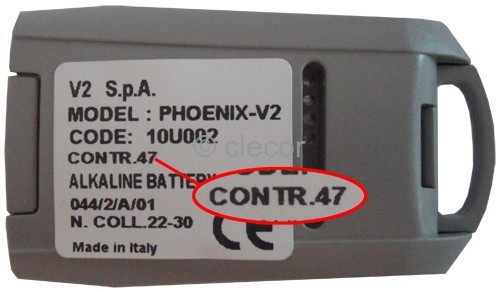 V2 S.p.A.
MODEL : PHOENIX-V2
CODE: 10U002
© clecor
CONTR.47
ALKALINE BATTERY
CONTR.47
044/2/A/01
N. COLL.22-30
CE
Made in Italy